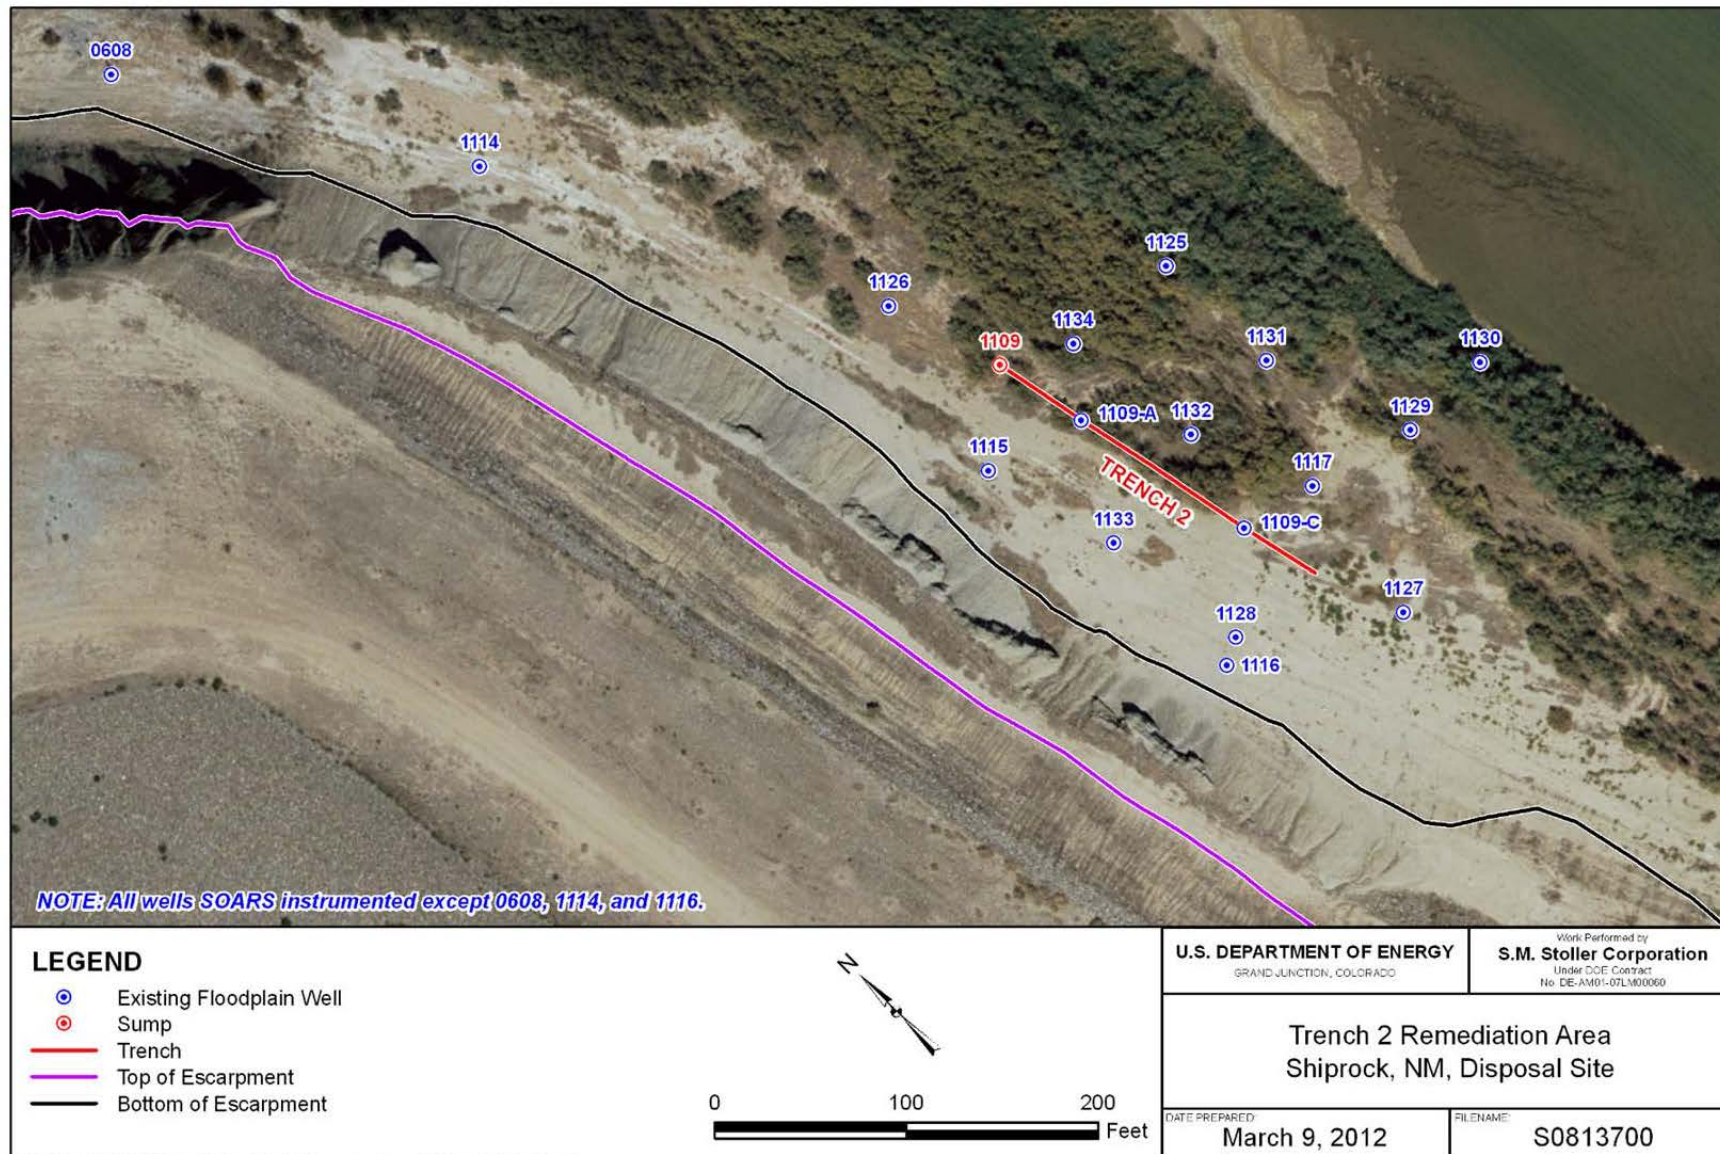 0608
1114
1125
1126
1134
1131
1130
1109
1109-A
1132
1129
1115
1117
TRENCH 2
1133
1109-C
1127
1128
1116
NOTE: All wells SOARS instrumented except 0608, 1114, and 1116.
LEGEND
Existing Floodplain Well
Sump
Trench
Top of Escarpment
Bottom of Escarpment
N
0 100 200
Feet
U.S. DEPARTMENT OF ENERGY
GRAND JUNCTION, COLORADO
Work Performed by
S.M. Stoller Corporation
Under DOE Contract
No. DE-AM01-07LM00060
Trench 2 Remediation Area
Shiprock, NM, Disposal Site
DATE PREPARED:
March 9, 2012
FILENAME:
S0813700